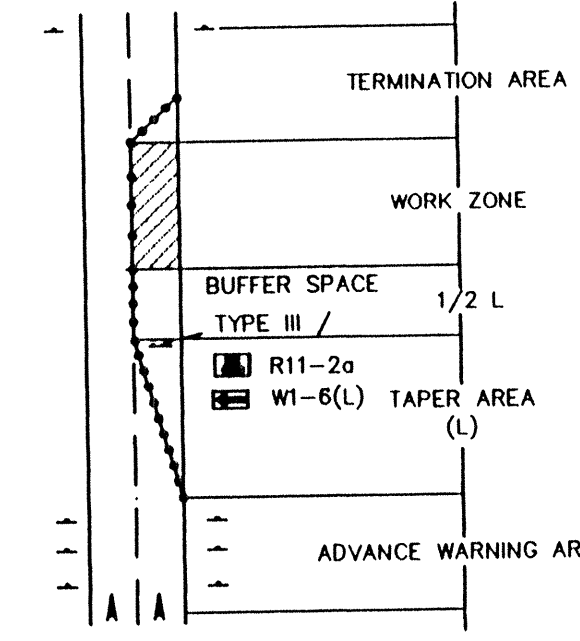 TERMINATION AREA
WORK ZONE
BUFFER SPACE
1/2 L
TYPE III
R11-2a
W1-6(L)
TAPER AREA
(L)
ADVANCE WARNING AR